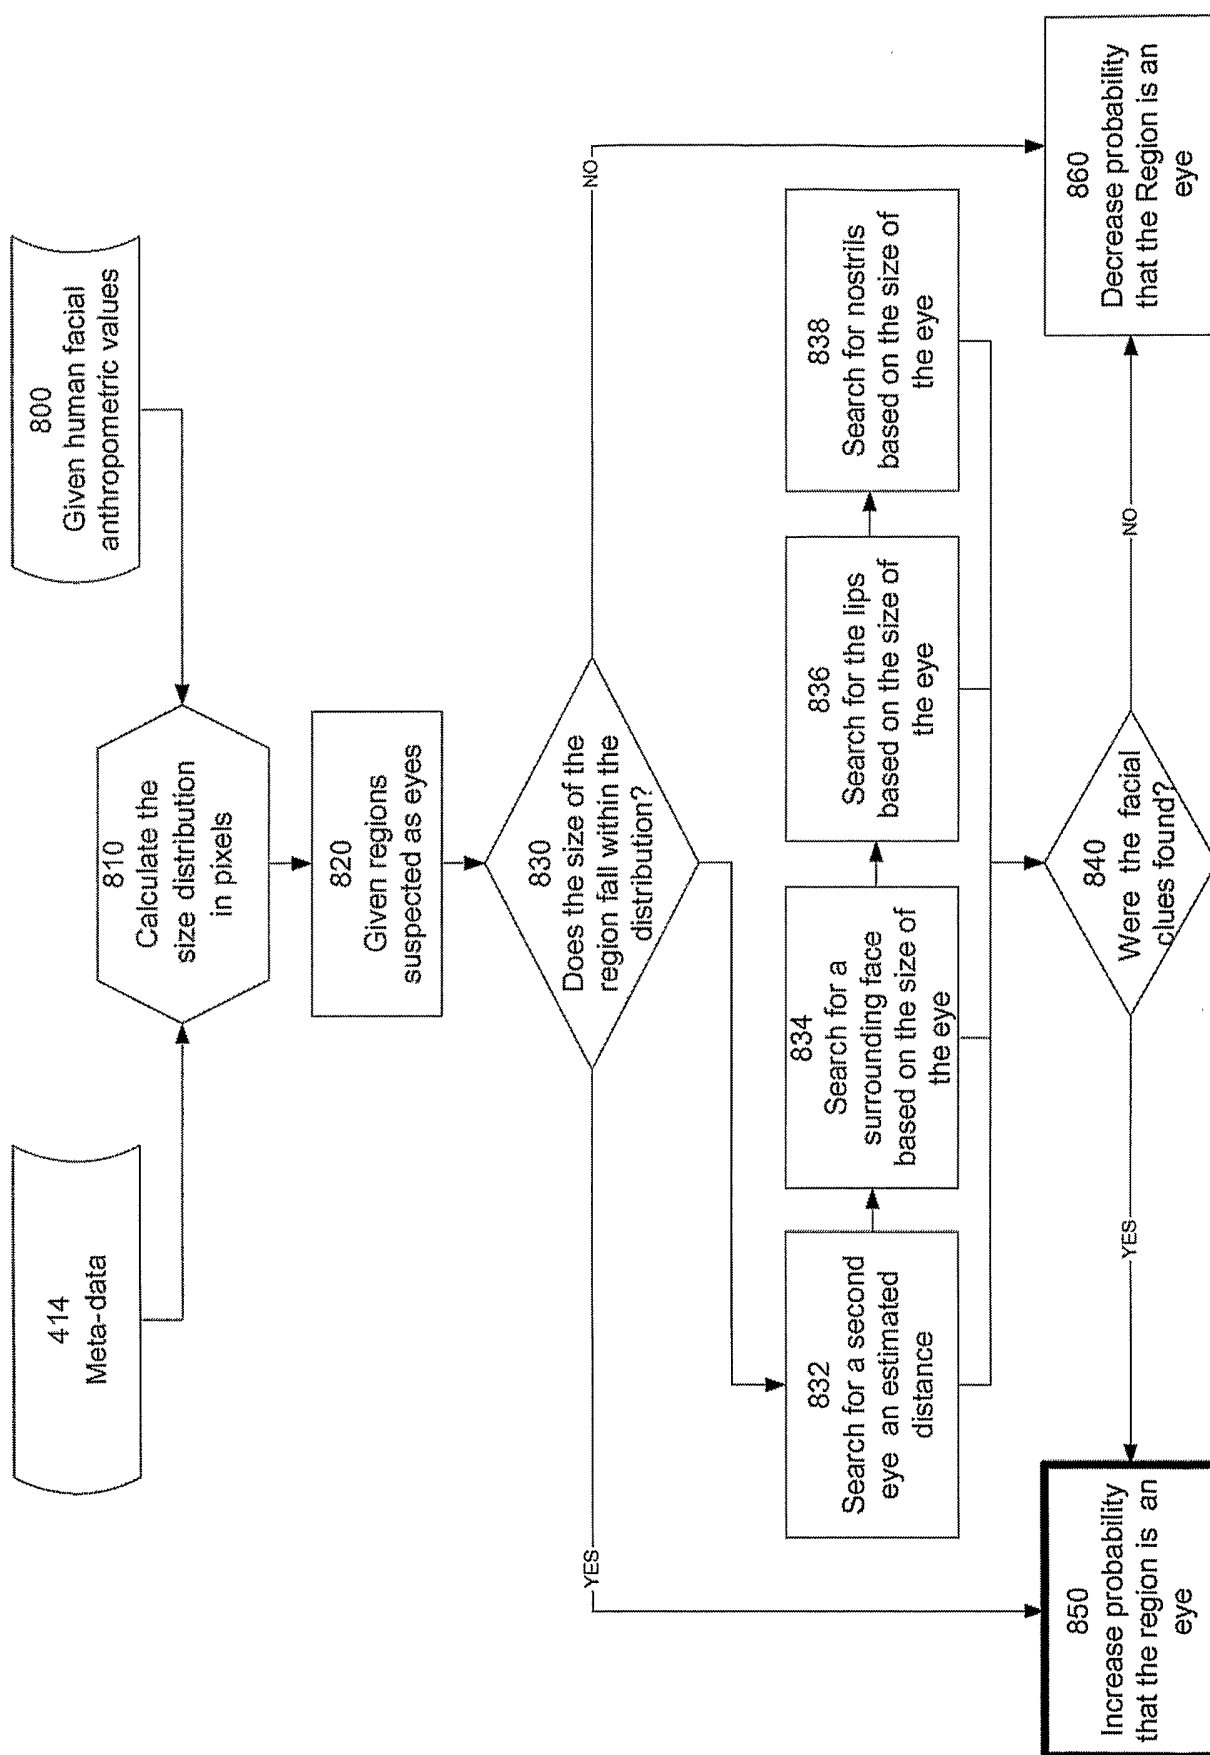 414
Meta-data
800
Given human facial
anthropometric values
810
Calculate the
size distribution
in pixels
820
Given regions
suspected as eyes
830
Does the size of the
region fall within the
distribution?
YES
NO
832
Search for a second
eye an estimated
distance
834
Search for a
surrounding face
based on the size of
the eye
836
Search for the lips
based on the size of
the eye
838
Search for nostrils
based on the size of
the eye
840
Were the facial
clues found?
YES
NO
850
Increase probability
that the region is an
eye
860
Decrease probability
that the Region is an
eye